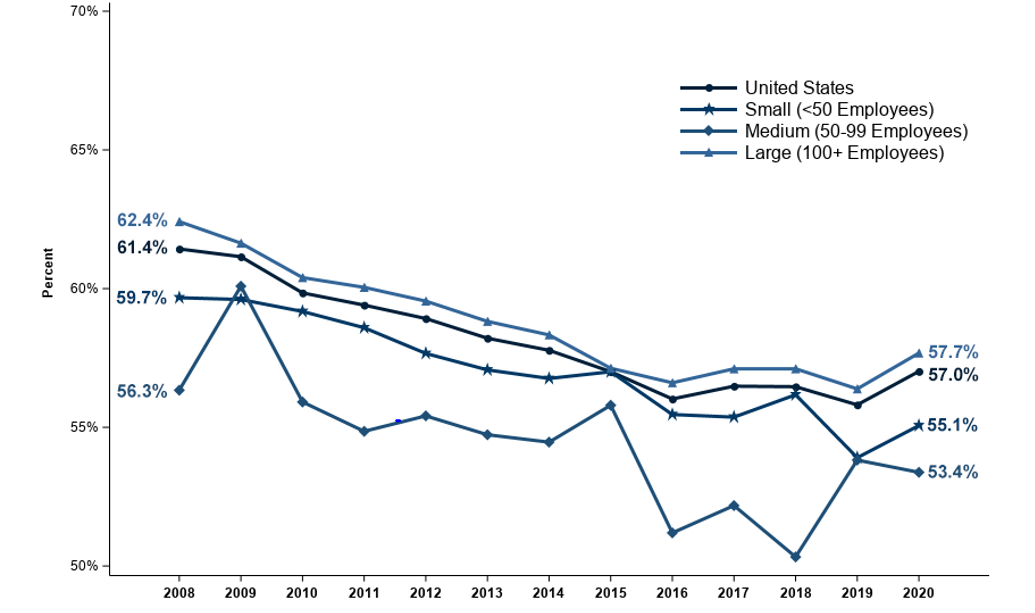 70%
65%
60%
55%
50%
Percent
United States
Small (<50 Employees)
Medium (50-99 Employees)
Large (100+ Employees)
62.4%
61.4%
59.7%
56.3%
57.7%
57.0%
55.1%
53.4%
2008 2009 2010 2011 2012 2013 2014 2015 2016 2017 2018 2019 2020